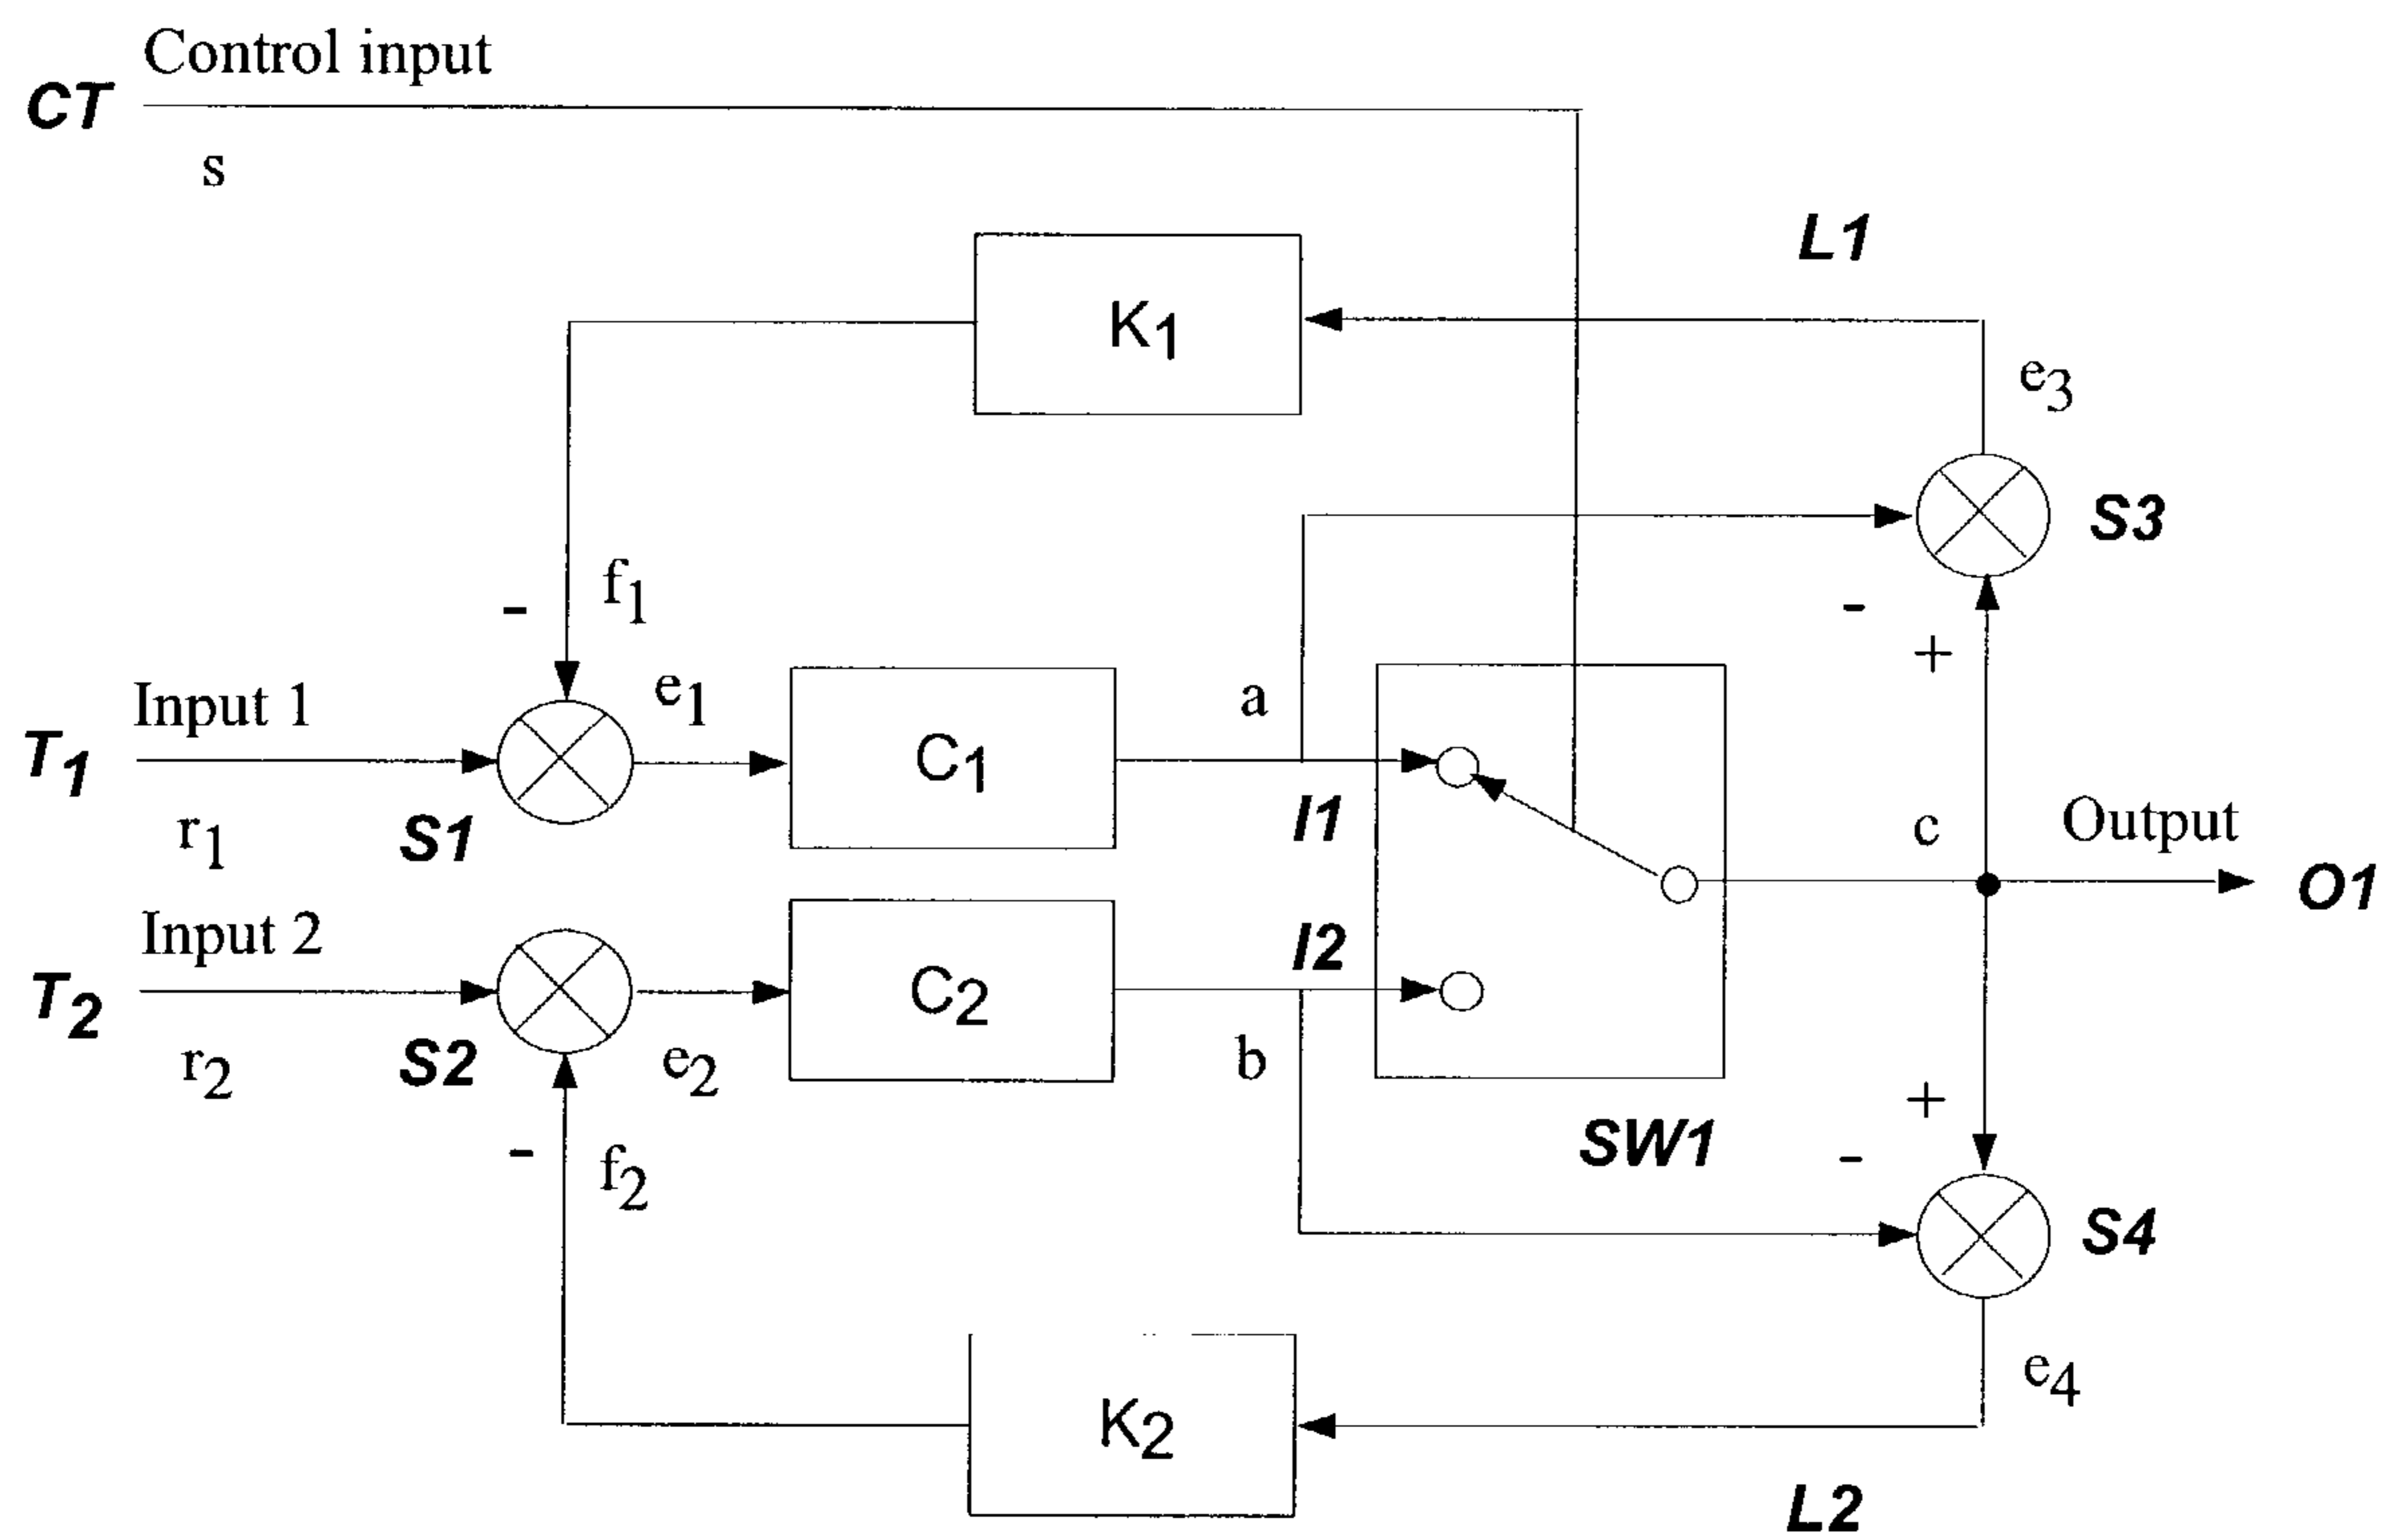 Control input
CT
s
L1
K1
e3
S3
-
f1
-
+
Input 1
e1
a
T1
C1
r1
S1
I1
c
Output
O1
Input 2
I2
T2
C2
r2
S2
e2
b
SW1
+
-
f2
-
S4
e4
K2
L2